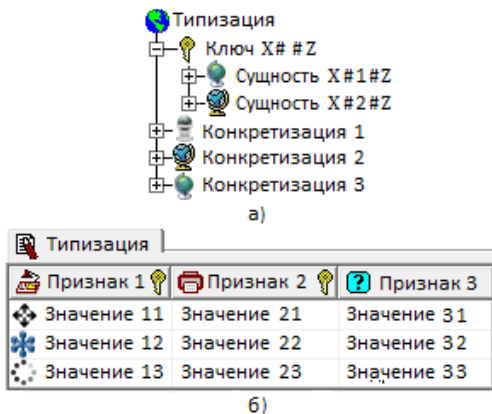 Типизация
Ключ X# #Z
Сущность X#1#Z
Сущность X#2#Z
Конкретизация 1
Конкретизация 2
Конкретизация 3
а)
Типизация
Признак 1 Признак 2 ? Признак 3
Значение 11 Значение 21 Значение 31
Значение 12 Значение 22 Значение 32
Значение 13 Значение 23 Значение 33
б)